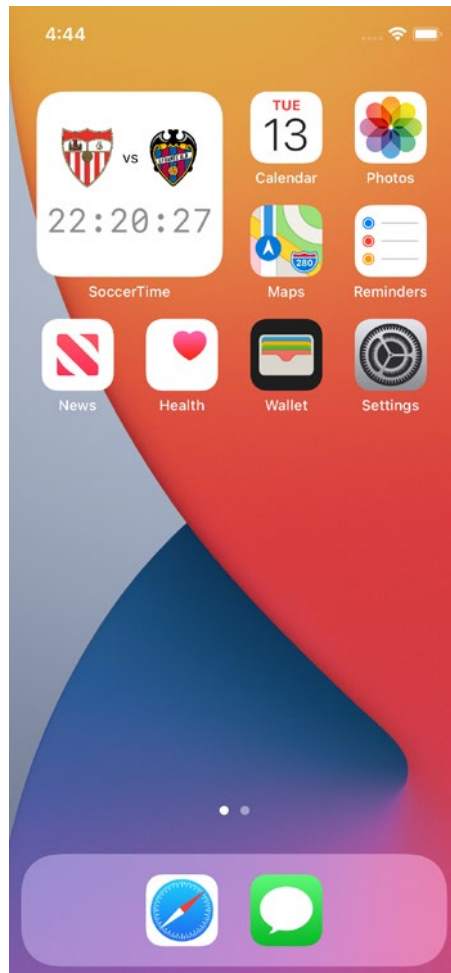 4:44
vs
22:20:27
SoccerTime
TUE
13
Calendar
Photos
280
Maps
Reminders
News
Health
Wallet
Settings